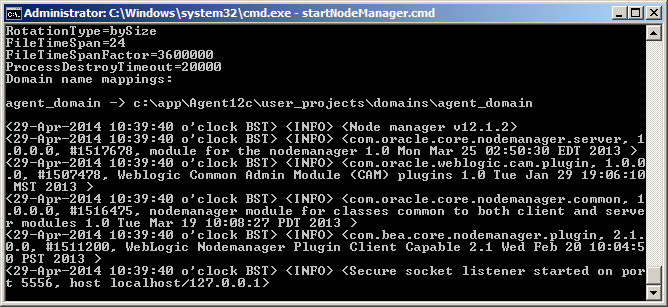 Administrator C:\Windows\system32\cmd.exe - startNodeManager.cmd
RotationType=bySize
FileTimeSpan=24
FileTimeSpanFactor=3600000
ProcessDestroyTimeout=20000
Domain name mappings:
agent_domain -> c:\app\Agent12c\user_projects\domains\agent_domain
<29-Apr-2014 10:39:40 o'clock BST> <INFO> <Node manager v12.1.2>
<29-Apr-2014 10:39:40 o'clock BST> <INFO> <com.oracle.core.nodemanager.server, 1
.0.0.0, #1517678, module for the nodemanager 1.0 Mon Mar 25 02:50:30 EDT 2013 >
<29-Apr-2014 10:39:40 o'clock BST> <INFO> <com.oracle.weblogic.cam.plugin, 1.0.0
.0, #1507478, Weblogic Common Admin Module (CAM) plugins 1.0 Tue Jan 29 19:06:10
 MST 2013 >
<29-Apr-2014 10:39:40 o'clock BST> <INFO> <com.oracle.core.nodemanager.common, 1
.0.0.0, #1516475, nodemanager module for classes common to both client and serve
r modules 1.0 Tue Mar 19 10:08:27 PDT 2013 >
<29-Apr-2014 10:39:40 o'clock BST> <INFO> <com.bea.core.nodemanager.plugin, 2.1.
0.0, #1511200, WebLogic Nodemanager Plugin Client Capable 2.1 Wed Feb 20 10:04:5
0 PST 2013 >
<29-Apr-2014 10:39:40 o'clock BST> <INFO> <Secure socket listener started on por
t 5556, host localhost/127.0.0.1>